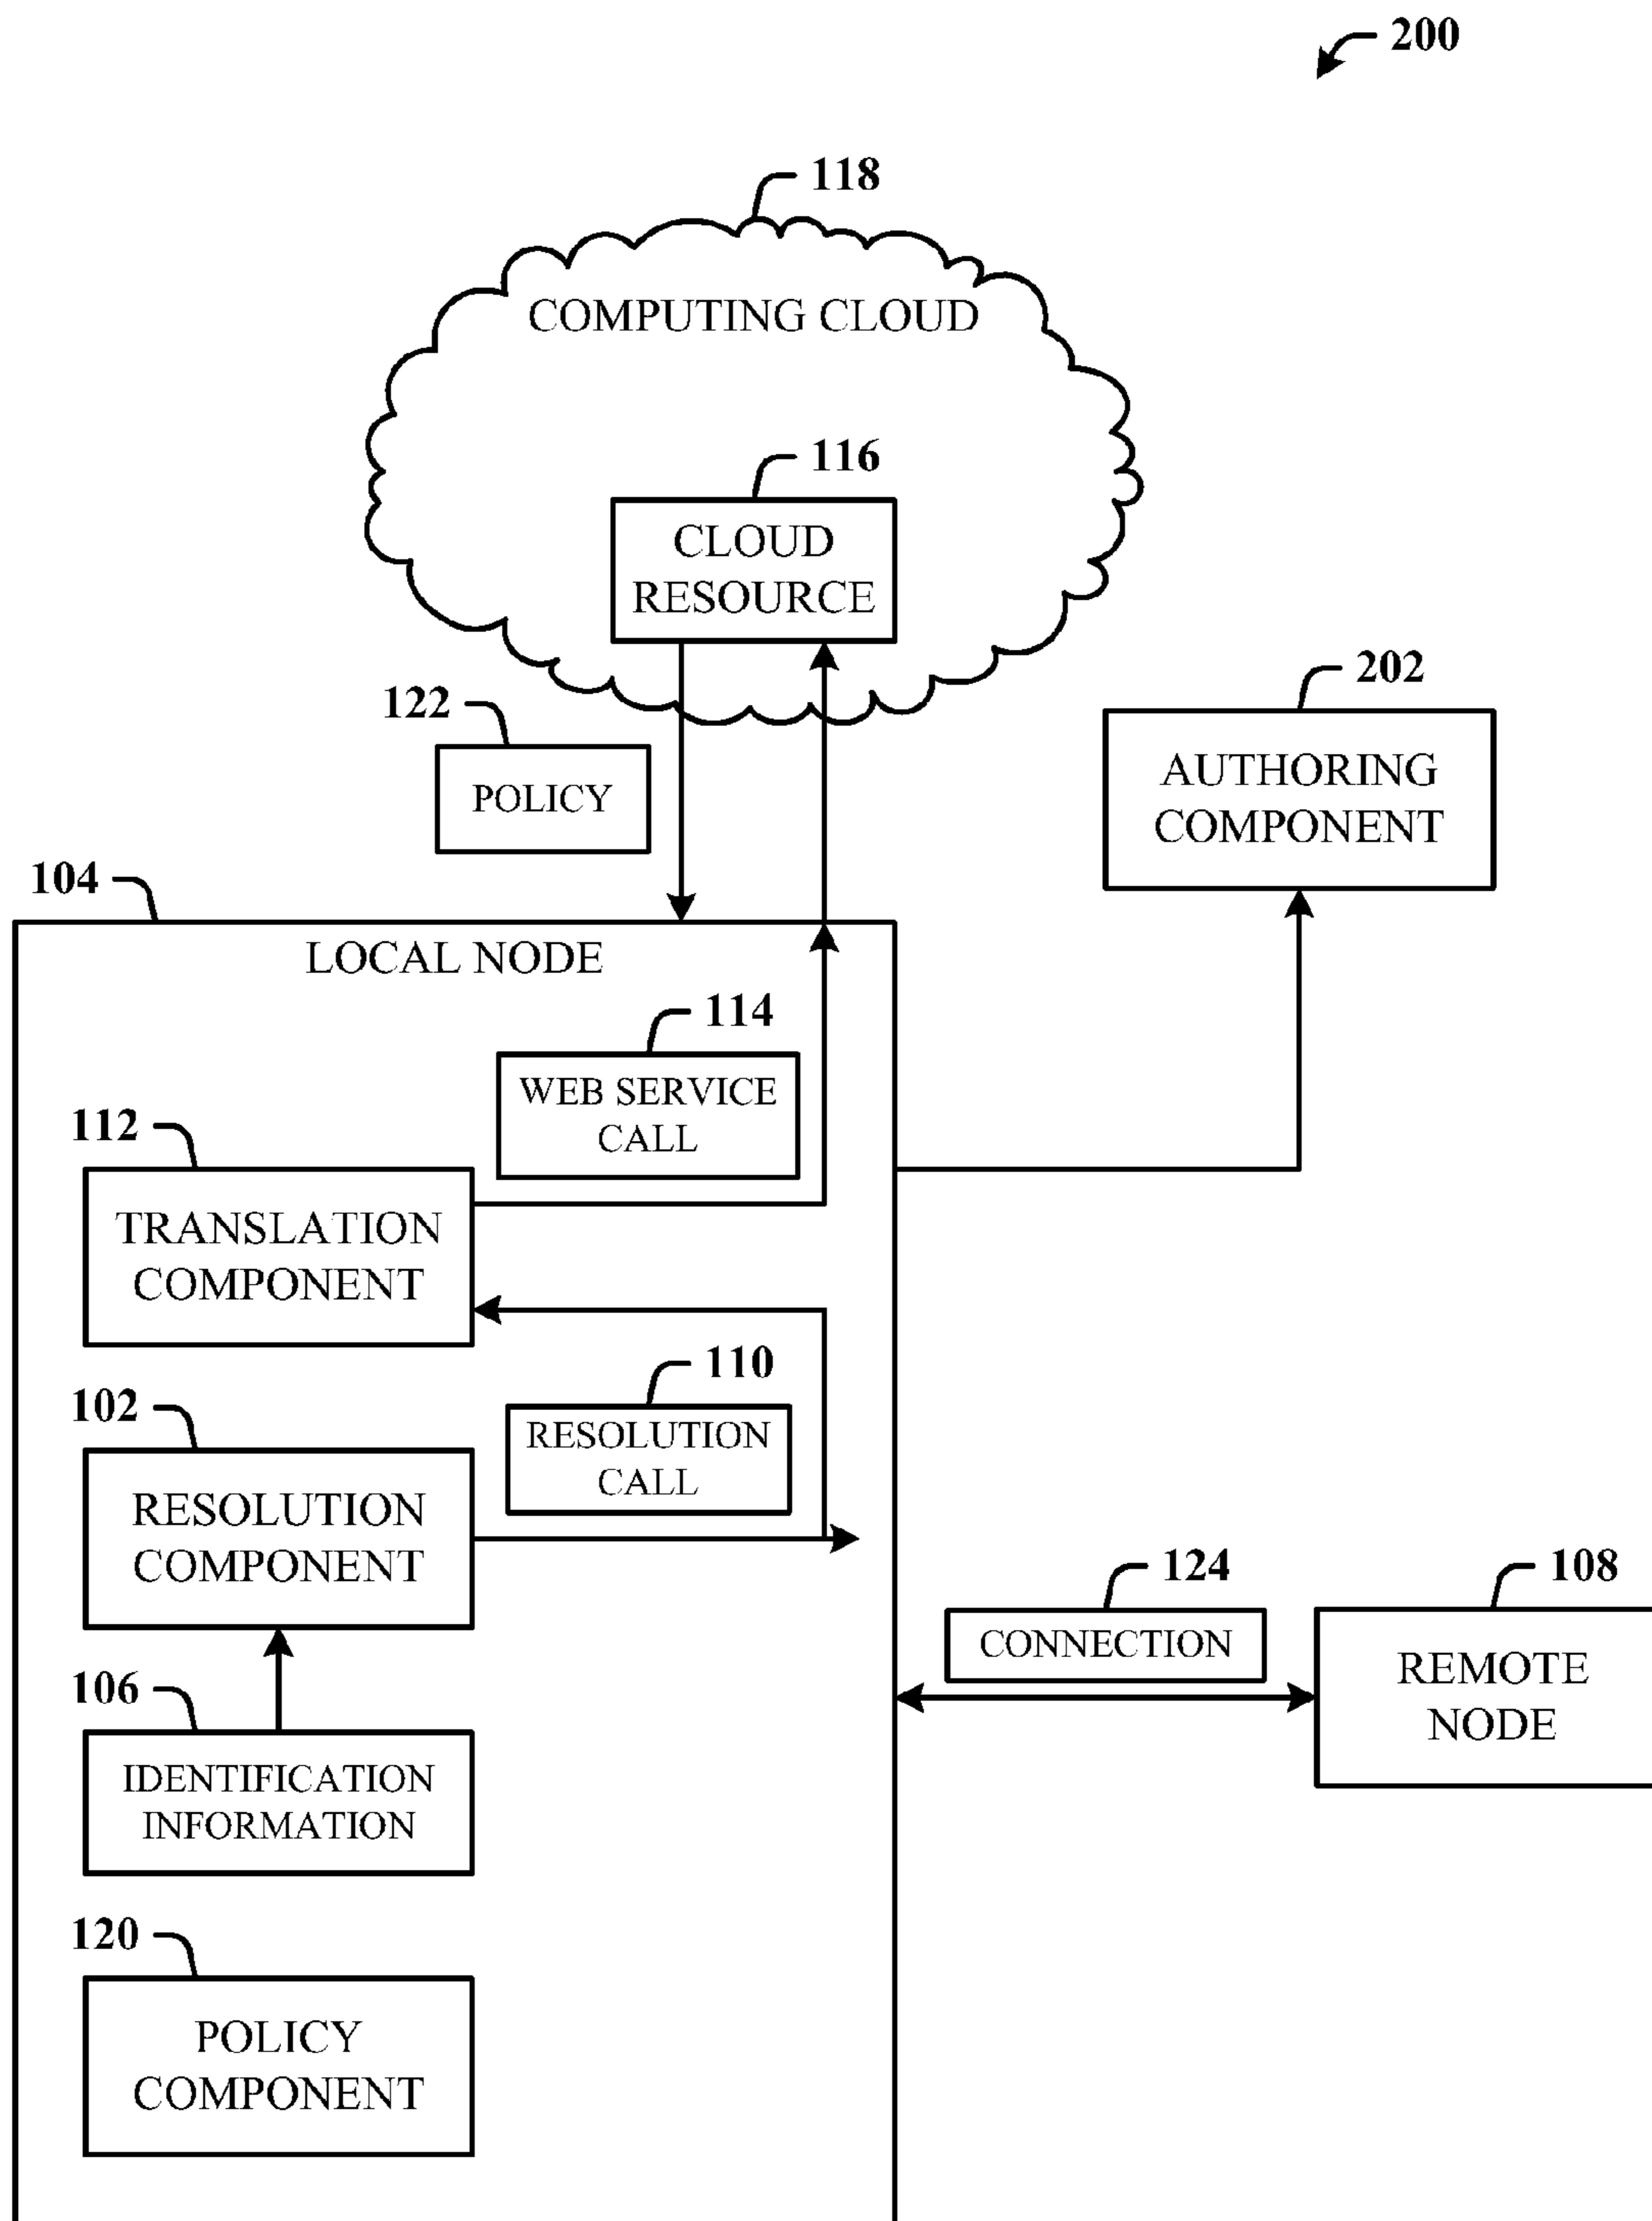 200
118
COMPUTING CLOUD
116
CLOUD
RESOURCE
122
POLICY
202
AUTHORING
COMPONENT
104
LOCAL NODE
114
WEB SERVICE
CALL
112
TRANSLATION
COMPONENT
110
RESOLUTION
CALL
102
RESOLUTION
COMPONENT
124
CONNECTION
108
REMOTE
NODE
106
IDENTIFICATION
INFORMATION
120
POLICY
COMPONENT